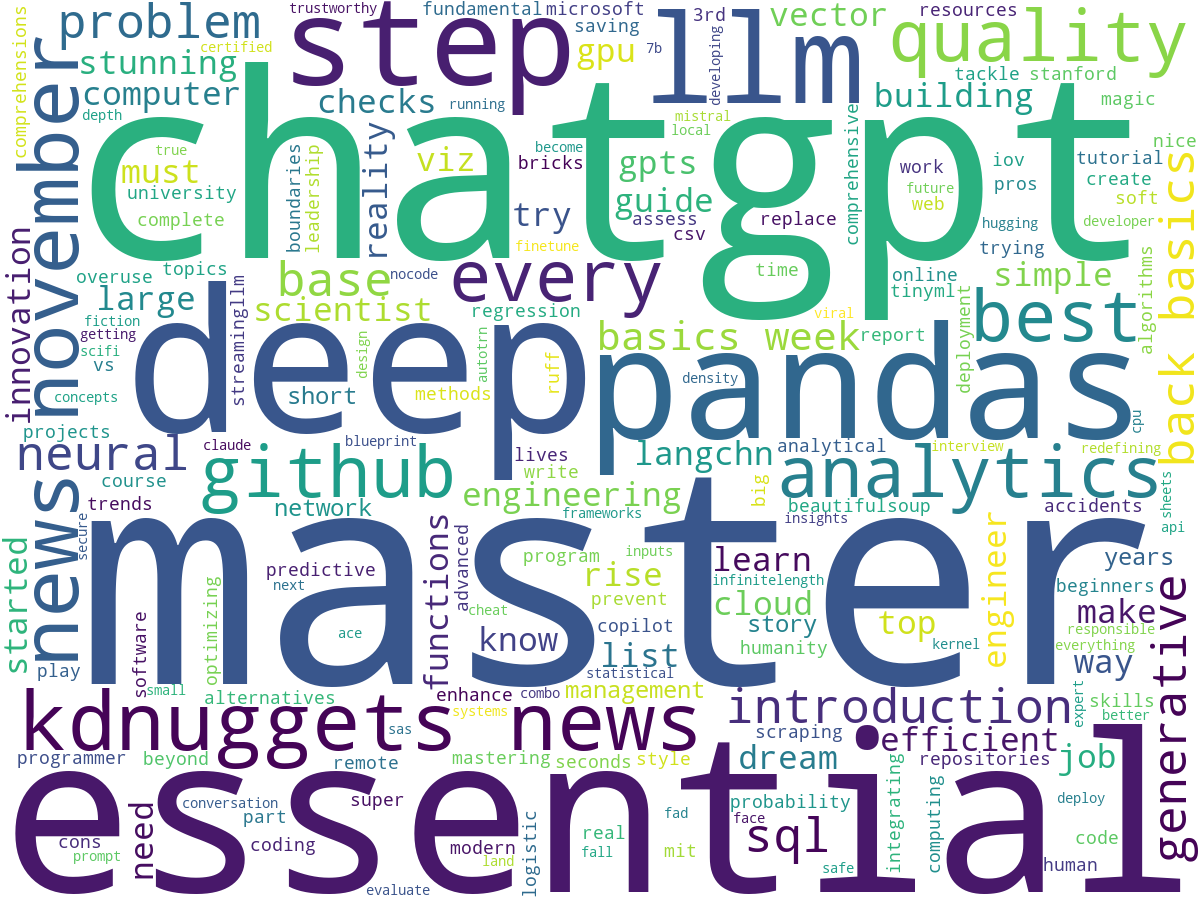 trustworthy
fundamental
microsoft
3rd
resources
comprehensions
problem
step
llm
vector
quality
certified
saving
gpu
7b
developing
stunning
november
computer
checks
running
tackle
stanford
building
magic
depth
chatgpt
mistral
local
comprehensive
true
must
university
complete
boundaries
leadership
reality
viz
become
bricks
gpts
guide
try
assess
csv
replace
work
future
web
iov
pros
tutorial
create
soft
nice
hugging
developer
trying
innovation
overuse
topics
base
nocode
finetune
every
time
online
tinyml
simple
algorithms
back basics
large
scientist
regression
viral
best
fiction
getting
scifi
vs
concepts
streamingllm
deep
design
short
methods
autotrn
ruff
basics week
report
density
pandas
deployment
cpu
projects
neural
claude
blueprint
lives
langchn
analytical
interview
redefining
course
github
write
analytics
news
trends
network
engineering
frameworks
big
beautifulsoup
insights
accidents
sheets
api
started
secure
master
predictive
next
functions
advanced
program
inputs
learn
engineer
years
optimizing
rise
prevent
infinitelength
cloud
beginners
cheat
ace
know
copilot
story
top
make
responsible
generative
software
list
humanity
kernel
everything
play
statistical
way
small
alternatives
enhance
combo
management
expert
skills
better
kdnuggets news
systems
introduction
sas
scraping
efficient
programmer
beyond
remote
mastering
seconds
style
dream
repositories
job
essential
need
conversation
part
super
probability
integrating
computing
deploy
cons
prompt
coding
modern
land
logistic
real
fall
fad
mit
face
sql
safe
code
human
evaluate